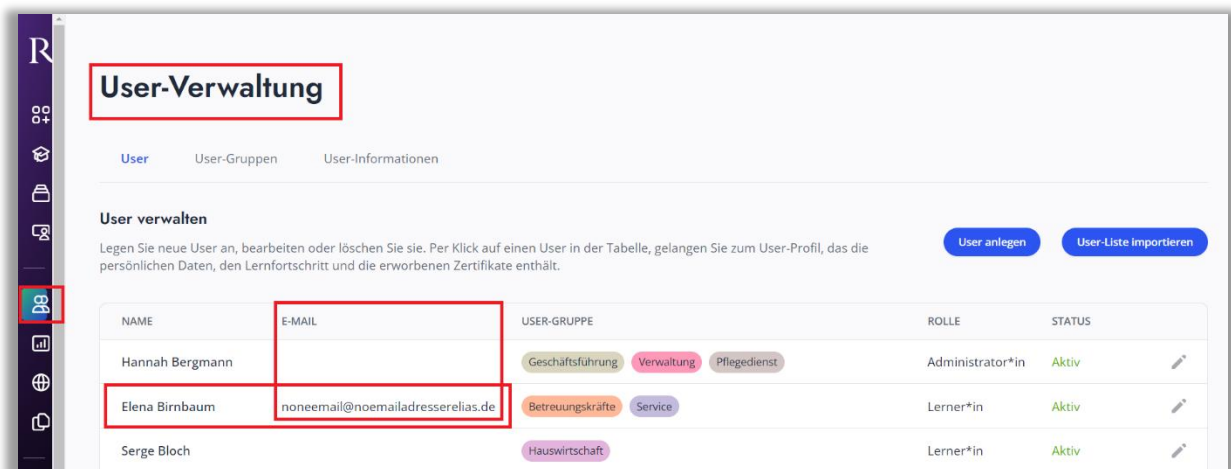 R
User-Verwaltung
User User-Gruppen User-Informationen
User verwalten
Legen Sie neue User an, bearbeiten oder löschen Sie sie. Per Klick auf einen User in der Tabelle, gelangen Sie zum User-Profil, das die
persönlichen Daten, den Lernfortschritt und die erworbenen Zertifikate enthält.
User anlegen User-Liste importieren
NAME E-MAIL USER-GRUPPE ROLLE STATUS
Hannah Bergmann Geschäftsführung Verwaltung Pflegedienst Administrator*in Aktiv
Elena Birnbaum noneemail@noemailadresserelias.de Betreuungskräfte Service Lerner*in Aktiv
Serge Bloch Hauswirtschaft Lerner*in Aktiv